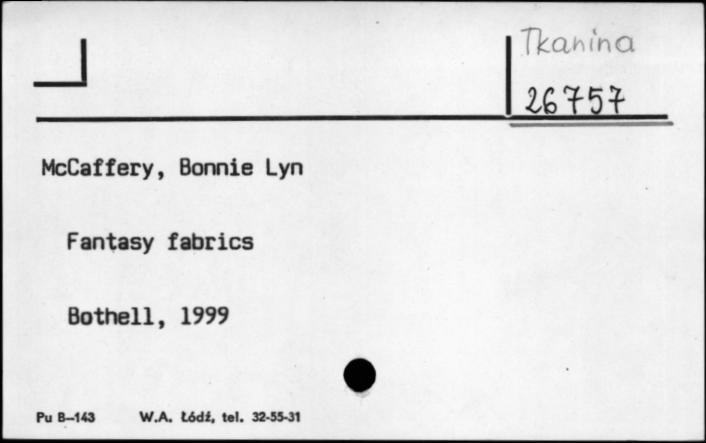 Tkanina
26757
McCaffery, Bonnie Lyn
Fantasy fabrics
Bothell, 1999
Pu B-143 W.A. Łódź, tel. 32-55-31